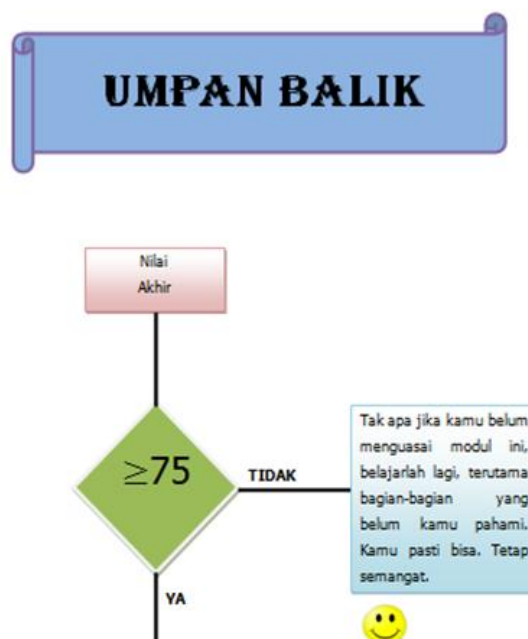 UMPAN BALIK
Nilai
Akhir
≥75
TIDAK
Tak apa jika kamu belum
menguasai modul ini,
belajarlah lagi, terutama
bagian-bagian yang
belum kamu pahami.
Kamu pasti bisa. Tetap
semangat.
YA